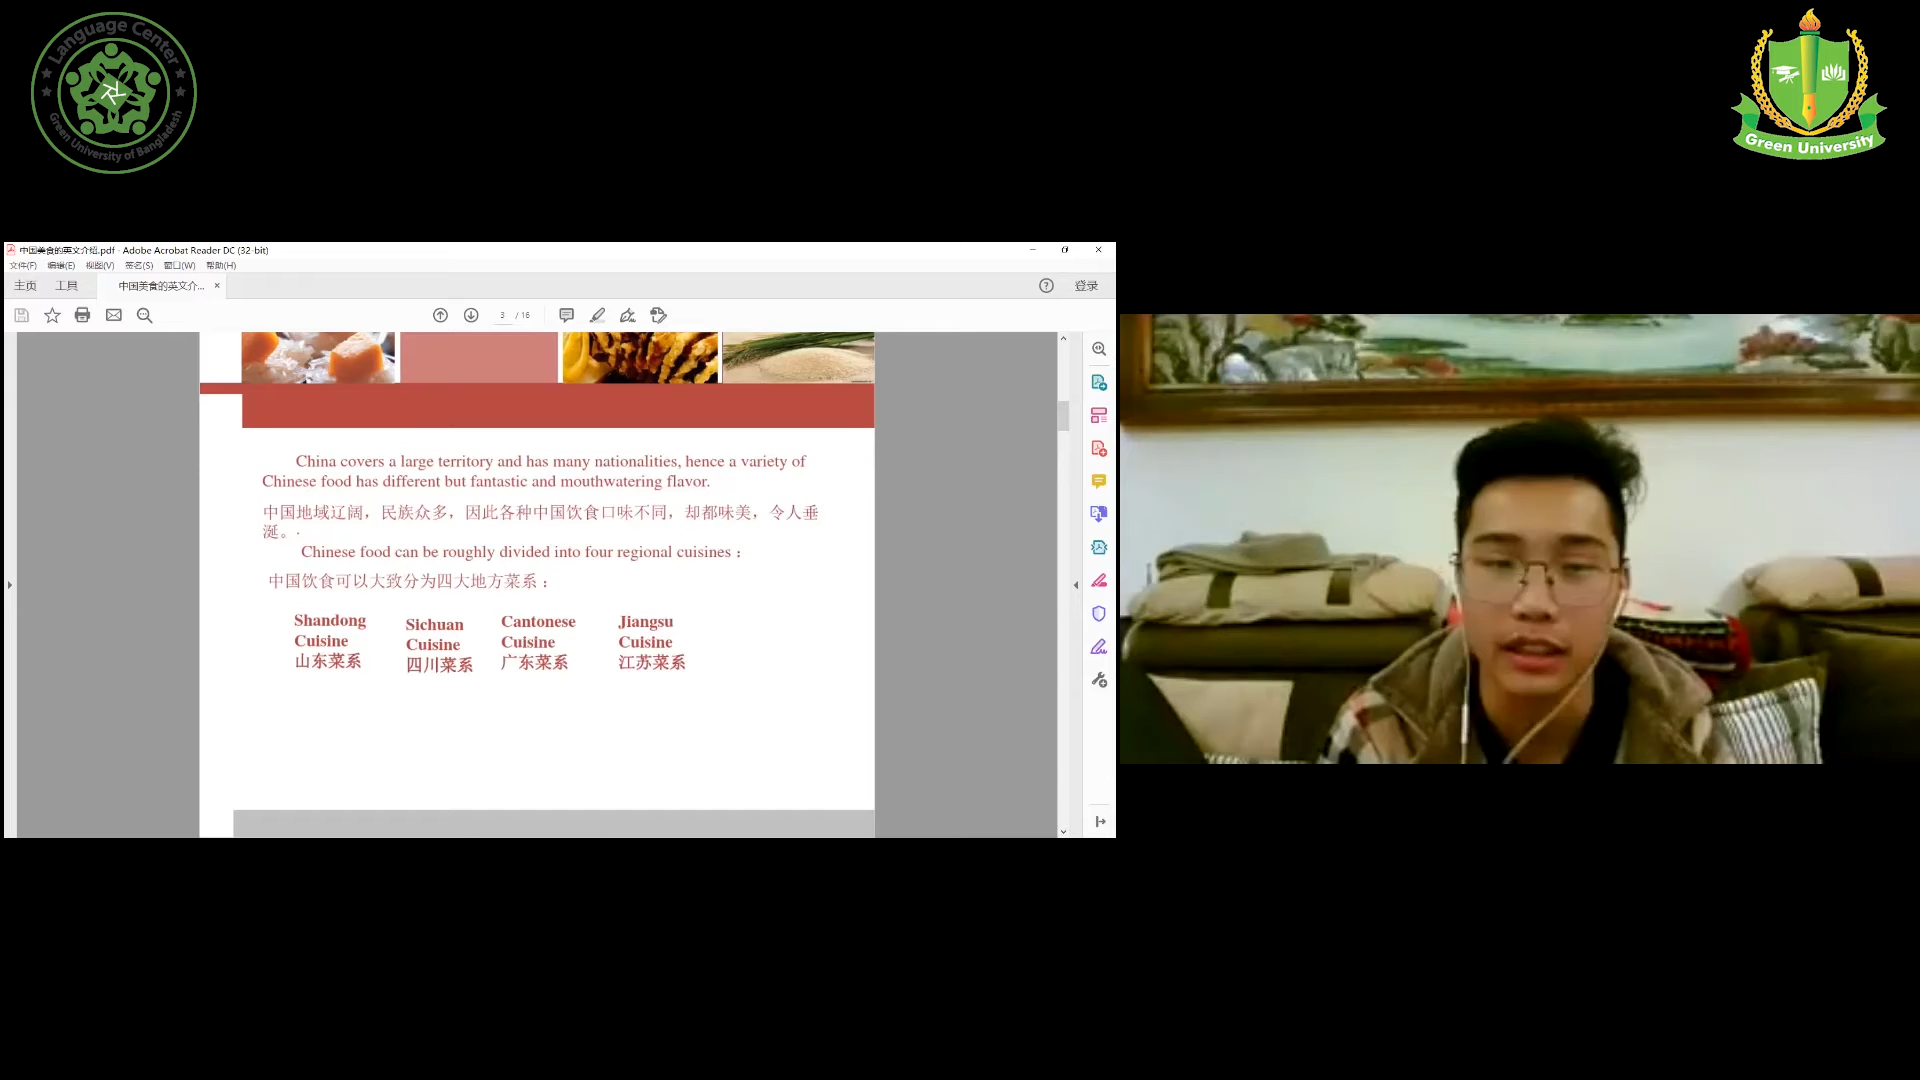 Language Center
Green University of Bangladesh
Green University
中国美食的英文介绍.pdf - Adobe Acrobat Reader DC (32-bit)
文件(F) 编辑(E) 视图(V) 签名(S) 窗口(W) 帮助(H)
主页 工具 中国美食的英文介... × 登录
3 / 16
China covers a large territory and has many nationalities, hence a variety of
Chinese food has different but fantastic and mouthwatering flavor.
中国地域辽阔，民族众多，因此各种中国饮食口味不同，却都味美，令人垂
涎。·
Chinese food can be roughly divided into four regional cuisines：
中国饮食可以大致分为四大地方菜系：
Shandong
Cuisine
山东菜系
Sichuan
Cuisine
四川菜系
Cantonese
Cuisine
广东菜系
Jiangsu
Cuisine
江苏菜系